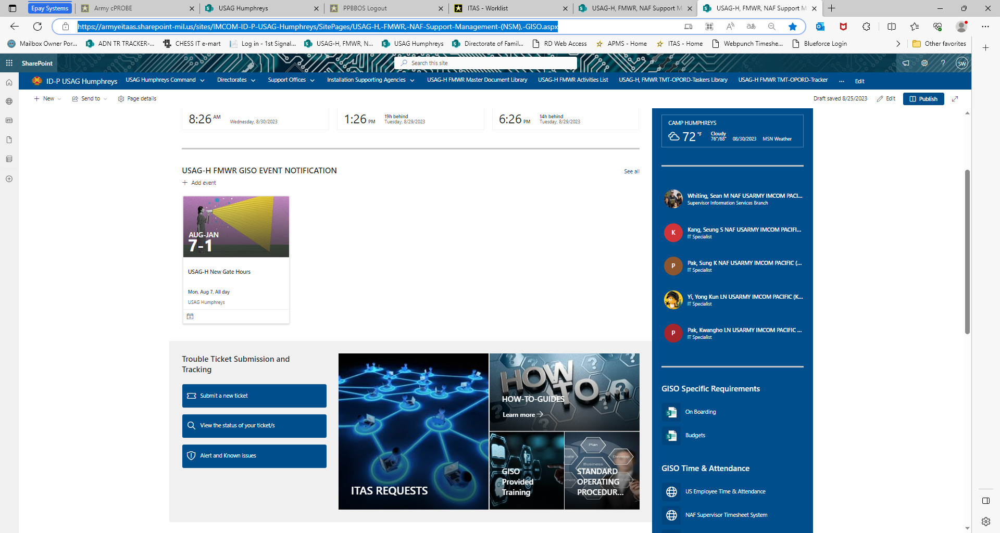 Epay Systems
Army cPROBE
USAG Humphreys
PPBBOS Logout
ITAS - Worklist
USAG-H, FMWR, NAF Support M
USAG-H, FMWR, NAF Support M
https://armyeitaas.sharepoint-mil.us/sites/IMCOM-ID-P-USAG-Humphreys/SitePages/USAG-H,-FMWR,-NAF-Support-Management-(NSM),-GISO.aspx
Mailbox Owner Por...
ADN TR TRACKER-...
CHESS IT e-mart
Log in - 1st Signal...
USAG-H, FMWR, N...
USAG Humphreys
Directorate of Famil...
RD Web Access
APMS - Home
ITAS - Home
Webpunch Timeshe...
Blueforce Login
Other favorites
SharePoint
Search this site
SW
ID-P USAG Humphreys
USAG Humphreys Command
Directorates
Support Offices
Installation Supporting Agencies
USAG-H FMWR Master Document Library
USAG-H FMWR Activities List
USAG-H, FMWR TMT-OPORD-Taskers Library
USAG-H FMWR TMT-OPORD-Tracker
...
Edit
New
Send to
Page details
Draft saved 8/25/2023
Edit
Publish
8:26 AM
Wednesday, 8/30/2023
1:26 PM
19h behind
Tuesday, 8/29/2023
6:26 PM
14h behind
Tuesday, 8/29/2023
CAMP HUMPHREYS
72 °F
Cloudy
76°/68°
08/30/2023
MSN Weather
USAG-H FMWR GISO EVENT NOTIFICATION
See all
Add event
AUG-JAN
7-1
USAG-H New Gate Hours
Mon, Aug 7, All day
USAG Humphreys
Whiting, Sean M NAF USARMY IMCOM PACI...
Supervisor Information Services Branch
K
Kang, Seung S NAF USARMY IMCOM PACIFI...
IT Specialist
P
Pak, Sung K NAF USARMY IMCOM PACIFIC (...
IT Specialist
Yi, Yong Kun LN USARMY IMCOM PACIFIC (K...
IT Specialist
P
Pak, Kwangho LN USARMY IMCOM PACIFIC ...
IT Specialist
Trouble Ticket Submission and
Tracking
Submit a new ticket
View the status of your ticket/s
Alert and Known issues
ITAS REQUESTS
HOW
TO...
HOW-TO-GUIDES
Learn more
GISO
Provided
Training
Plan
Develop
Business
STANDARD
OPERATING
PROCEDUR...
GISO Specific Requirements
On Boarding
Budgets
GISO Time & Attendance
US Employee Time & Attendance
NAF Supervisor Timesheet System